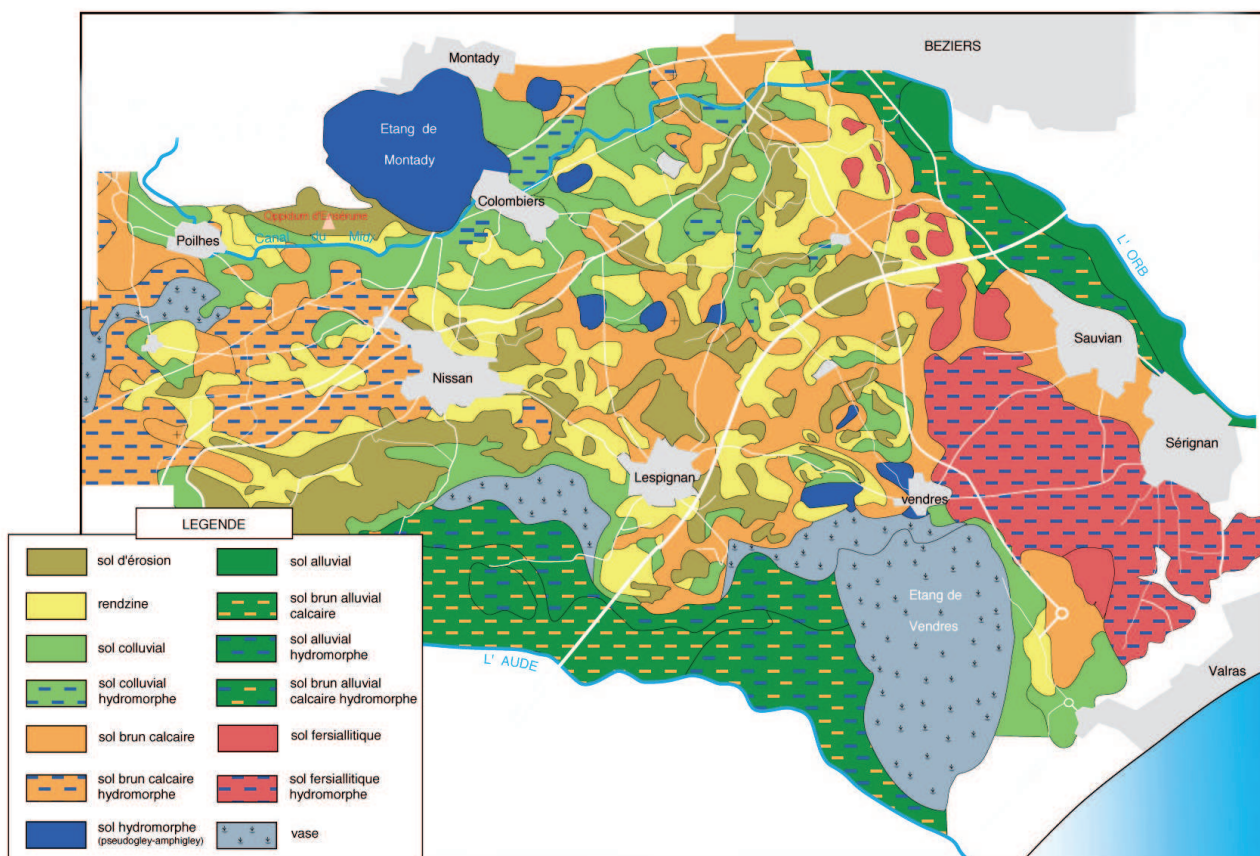 BEZIERS
Montady
Etang de
Montady
Colombiers
Oppidum d'Ensérune
Poilhes
Canal du Midi
L' ORB
Sauvian
Nissan
Sérignan
Lespignan
vendres
LEGENDE
sol d'érosion
sol alluvial
rendzine
sol brun alluvial
calcaire
sol colluvial
sol alluvial
hydromorphe
sol colluvial
hydromorphe
sol brun alluvial
calcaire hydromorphe
sol brun calcaire
sol fersiallitique
sol brun calcaire
hydromorphe
sol fersiallitique
hydromorphe
sol hydromorphe
(pseudogley-amphigley)
vase
Etang de
Vendres
L' AUDE
Valras